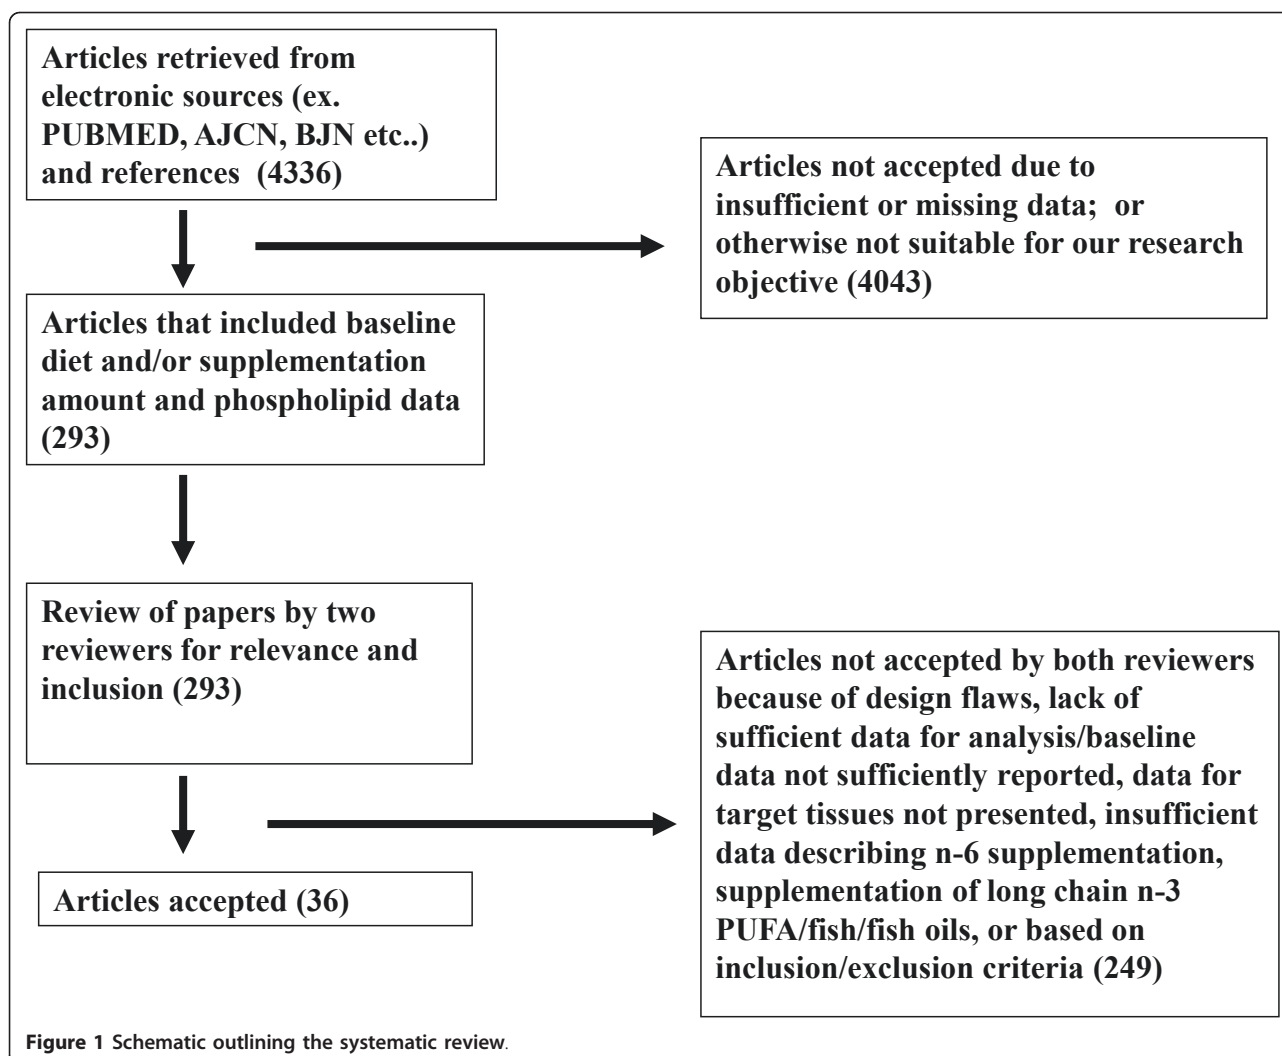 Articles retrieved from
electronic sources (ex.
PUBMED, AJCN, BJN etc..)
and references (4336)
Articles not accepted due to
insufficient or missing data; or
otherwise not suitable for our research
objective (4043)
Articles that included baseline
diet and/or supplementation
amount and phospholipid data
(293)
Review of papers by two
reviewers for relevance and
inclusion (293)
Articles not accepted by both reviewers
because of design flaws, lack of
sufficient data for analysis/baseline
data not sufficiently reported, data for
target tissues not presented, insufficient
data describing n-6 supplementation,
supplementation of long chain n-3
PUFA/fish/fish oils, or based on
inclusion/exclusion criteria (249)
Articles accepted (36)
Figure 1 Schematic outlining the systematic review.